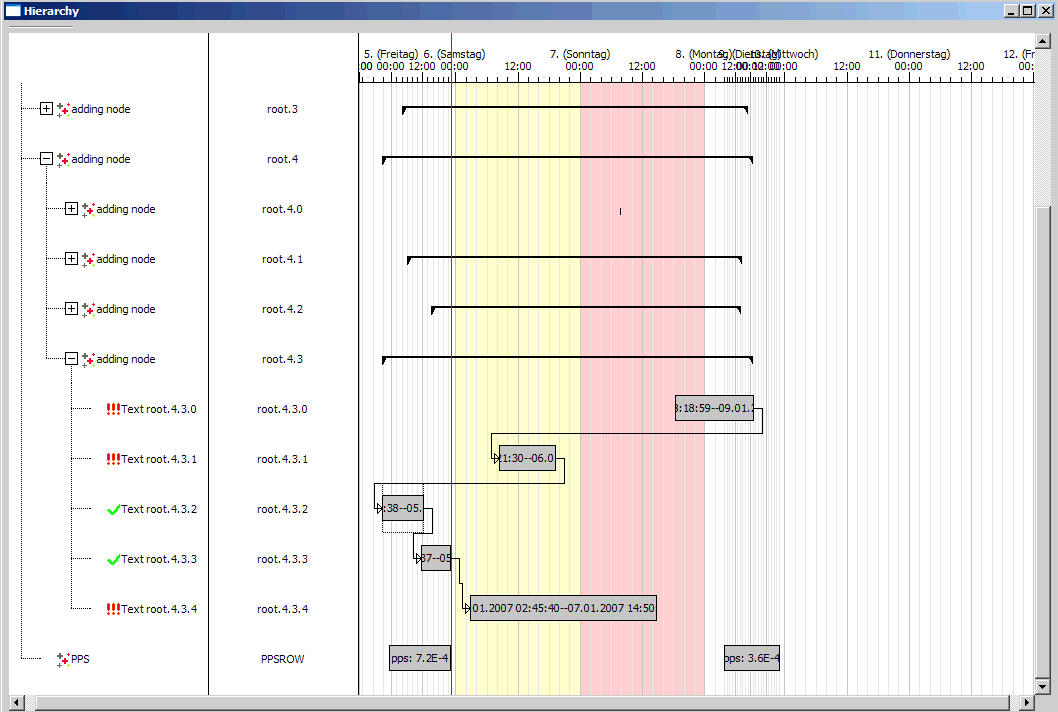 Hierarchy
5. (Freitag) 6. (Samstag) 7. (Sonntag) 8. (Montag) 9. (Dienstag) 10. (Mittwoch) 11. (Donnerstag) 12. (Fr
00 00:00 12:00 00:00 12:00 00:00 12:00 00:00 12:00 00:00 12:00 00:00 12:00 00:00 12:00 00:
adding node root.3
adding node root.4
adding node root.4.0
adding node root.4.1
adding node root.4.2
adding node root.4.3
Text root.4.3.0 root.4.3.0 3:18:59--09.01.2
Text root.4.3.1 root.4.3.1 21:30--06.0
Text root.4.3.2 root.4.3.2 :38--05.
Text root.4.3.3 root.4.3.3 37--05
Text root.4.3.4 root.4.3.4 01.2007 02:45:40--07.01.2007 14:50
PPS PPSROW pps: 7.2E-4 pps: 3.6E-4